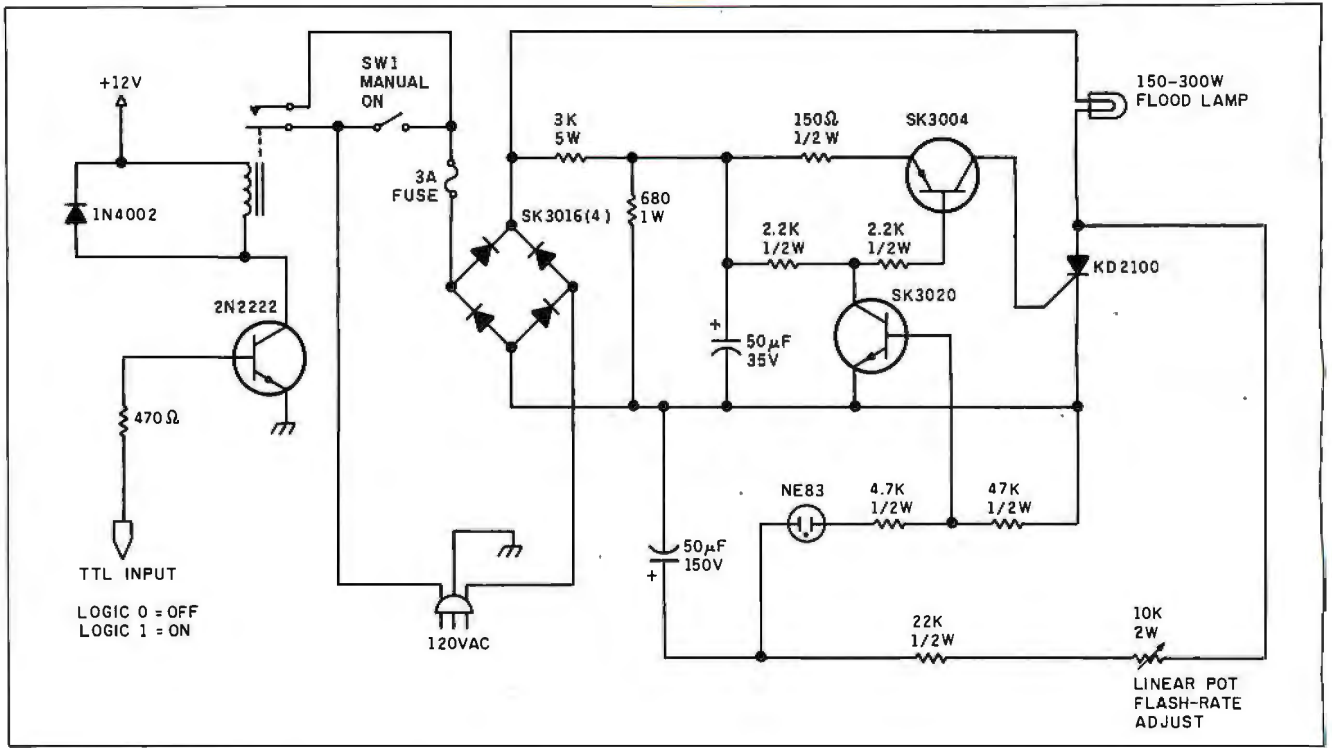 +12V
SW1
MANUAL
ON
1N4002
2N2222
470Ω
TTL INPUT
LOGIC 0 = OFF
LOGIC 1 = ON
3A
FUSE
SK3016(4)
120VAC
3K
5W
680
1W
150Ω
1/2W
SK3004
2.2K
1/2W
2.2K
1/2W
SK3020
+
50µF
35V
150-300W
FLOOD LAMP
KD2100
NE83
4.7K
1/2W
47K
1/2W
50µF
150V
+
22K
1/2W
10K
2W
LINEAR POT
FLASH-RATE
ADJUST